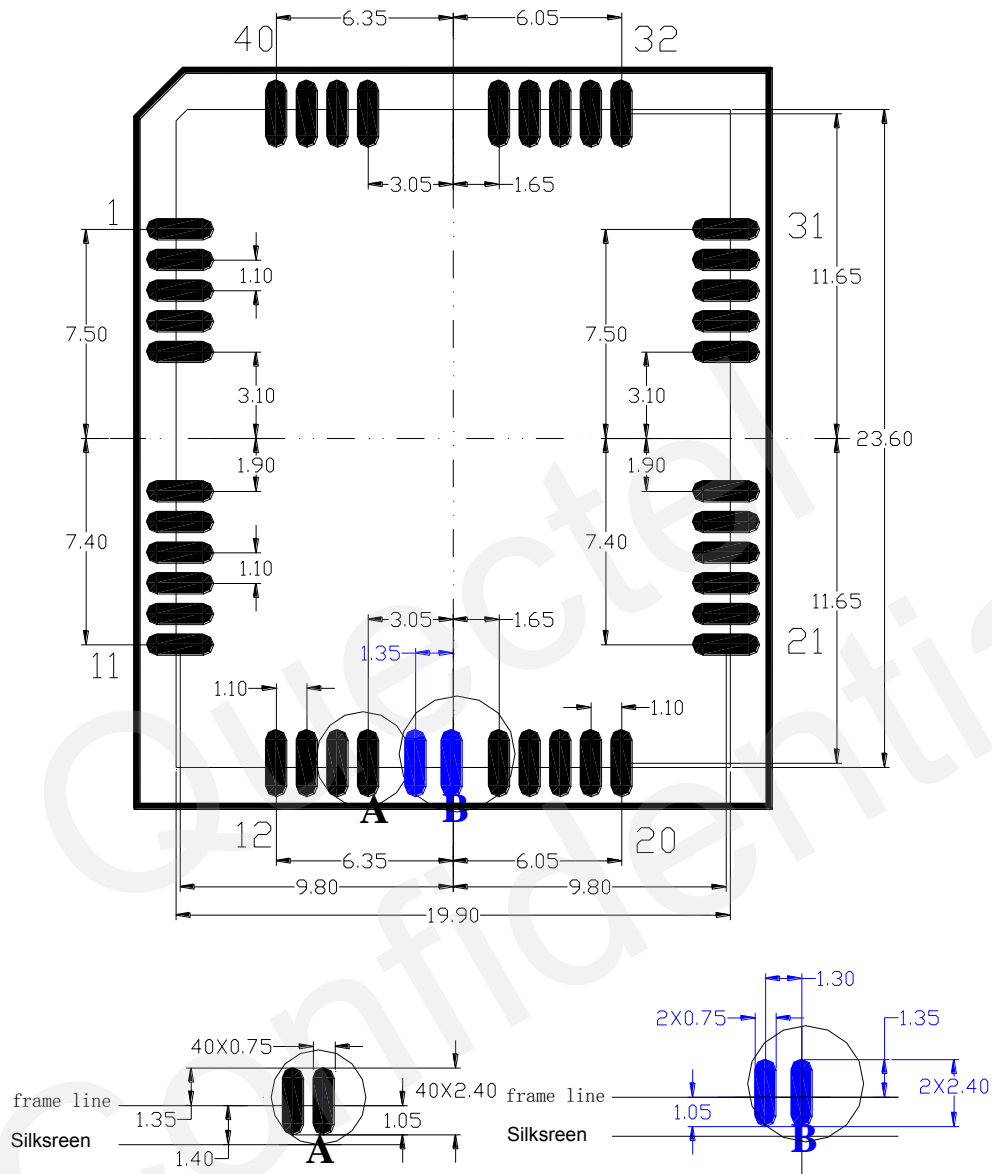 6.35 6.05
40 32
3.05 1.65
1 31
1.10 11.65
7.50 7.50
3.10 3.10
23.60
1.90 1.90
7.40 7.40
1.10 11.65
3.05 1.65
1.35 21
11
1.10 1.10
A B
12 20
6.35 6.05
9.80 9.80
19.90
1.30
2X0.75 1.35
40X0.75
40X2.40 2X2.40
frame line frame line
1.35 1.05 1.05
Silksreen Silksreen
1.40 A B
Quectel
Confidential